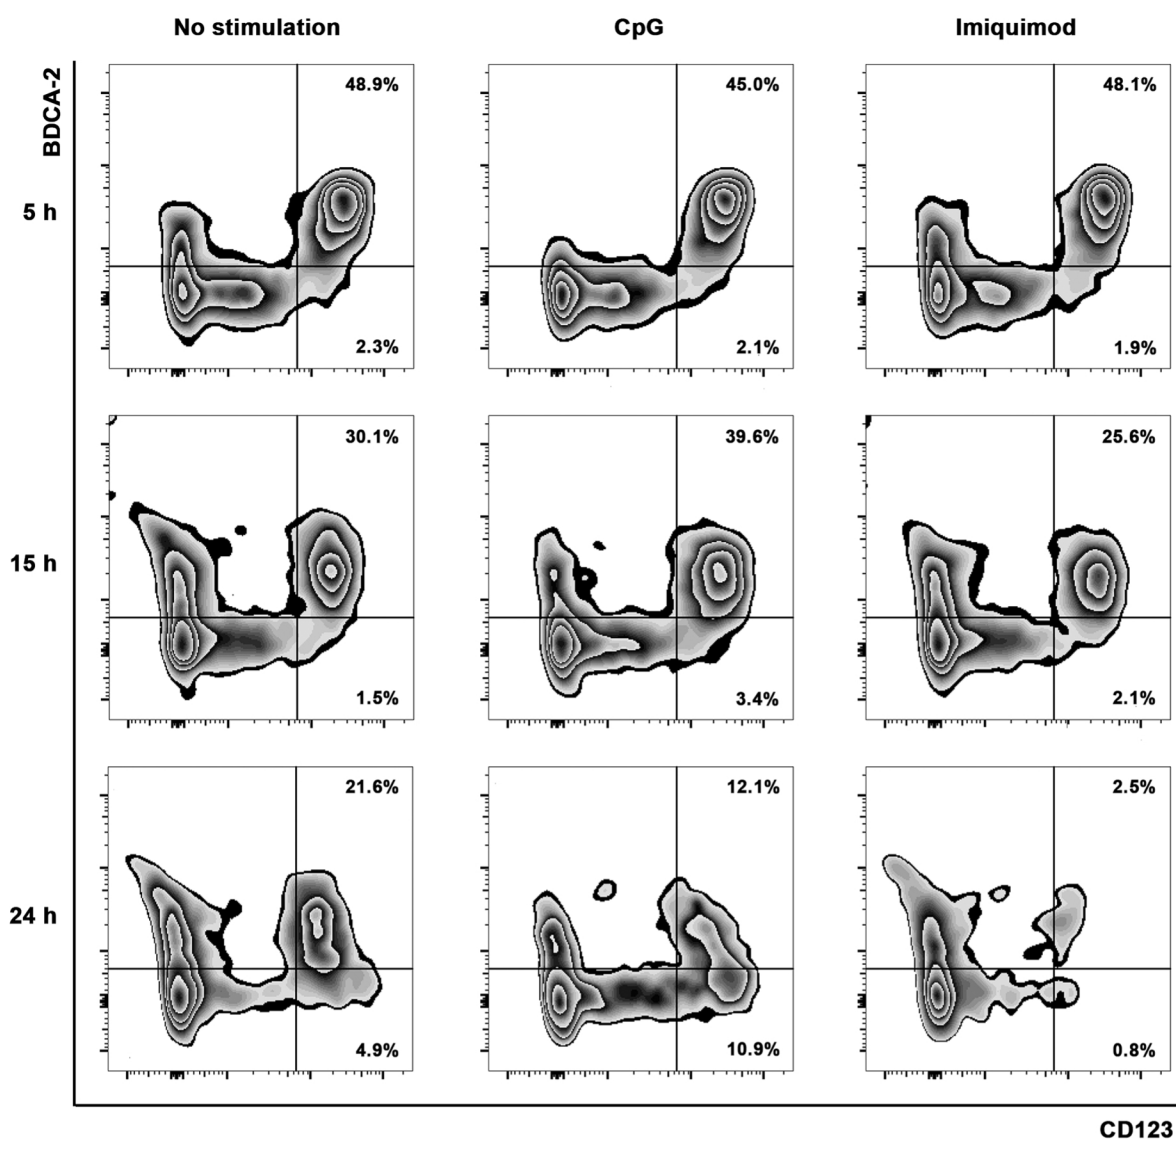 No stimulation CpG Imiquimod
BDCA-2
48.9% 45.0% 48.1%
5 h
2.3% 2.1% 1.9%
30.1% 39.6% 25.6%
15 h
1.5% 3.4% 2.1%
21.6% 12.1% 2.5%
24 h
4.9% 10.9% 0.8%
CD123